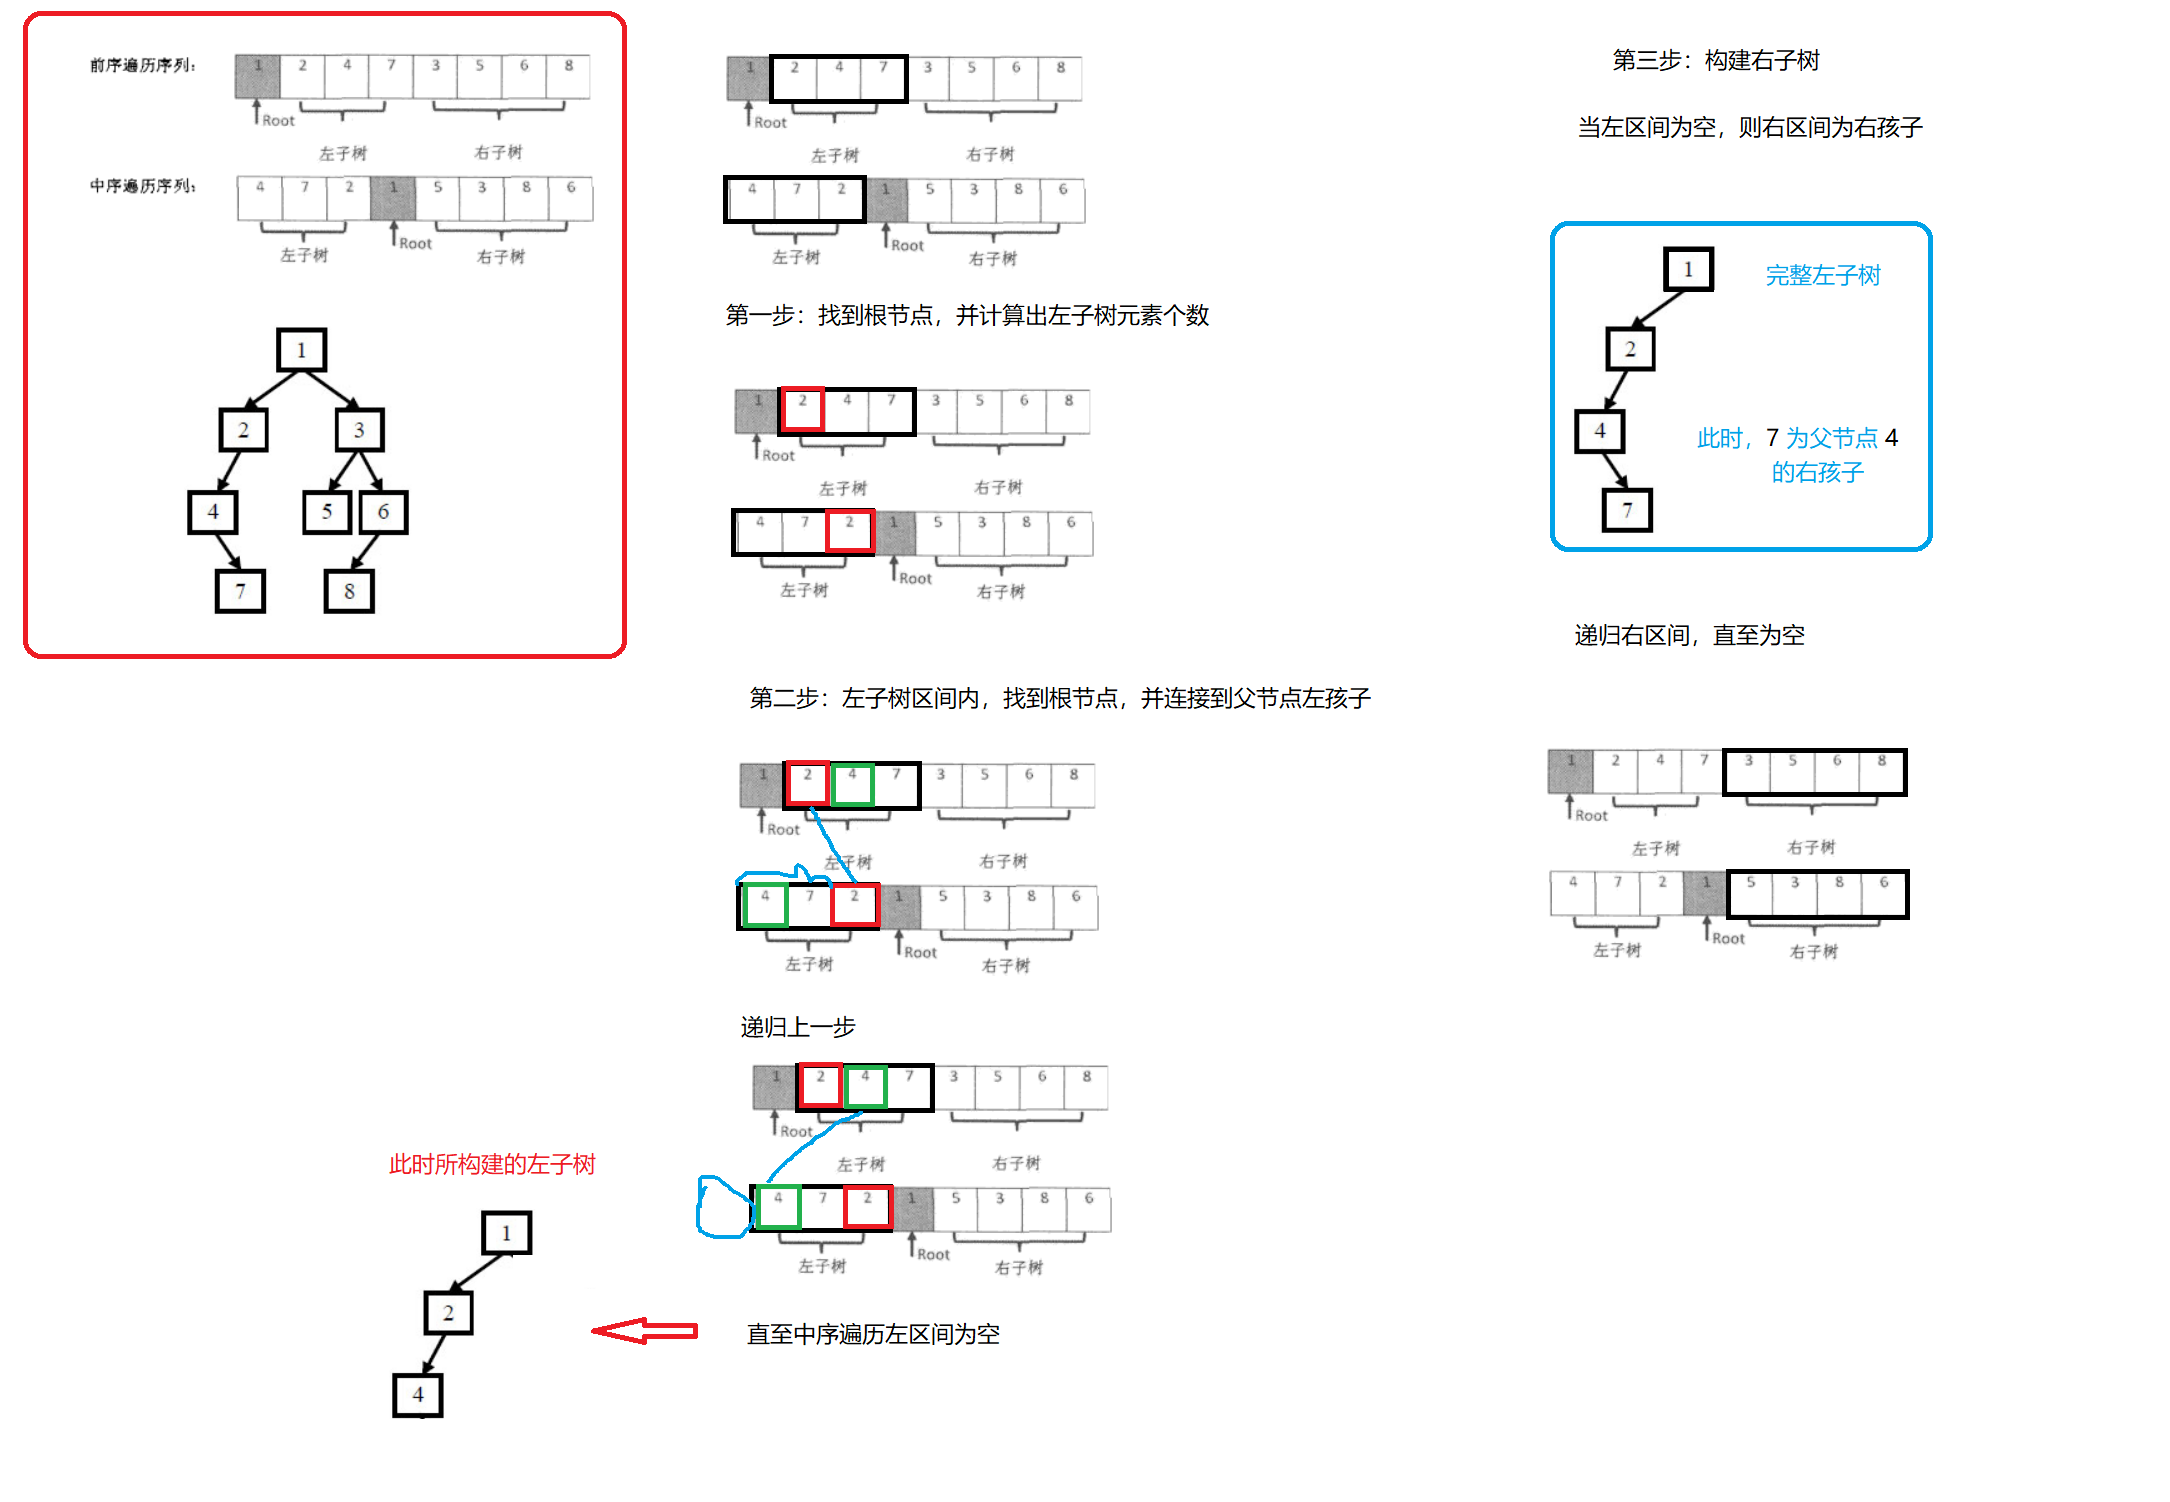 前序遍历序列:
1 2 4 7 3 5 6 8
Root
左子树 右子树
中序遍历序列:
4 7 2 1 5 3 8 6
Root
左子树 右子树
1
2 3
4 5 6
7 8
1 2 4 7 3 5 6 8
Root
左子树 右子树
4 7 2 1 5 3 8 6
Root
左子树 右子树
第一步：找到根节点，并计算出左子树元素个数
1 2 4 7 3 5 6 8
Root
左子树 右子树
4 7 2 1 5 3 8 6
Root
左子树 右子树
第二步：左子树区间内，找到根节点，并连接到父节点左孩子
1 2 4 7 3 5 6 8
Root
左子树 右子树
4 7 2 1 5 3 8 6
Root
左子树 右子树
递归上一步
1 2 4 7 3 5 6 8
Root
左子树 右子树
4 7 2 1 5 3 8 6
Root
左子树 右子树
直至中序遍历左区间为空
此时所构建的左子树
1
2
4
第三步：构建右子树
当左区间为空，则右区间为右孩子
1
完整左子树
2
4
此时，7 为父节点 4
的右孩子
7
递归右区间，直至为空
1 2 4 7 3 5 6 8
Root
左子树 右子树
4 7 2 1 5 3 8 6
Root
左子树 右子树